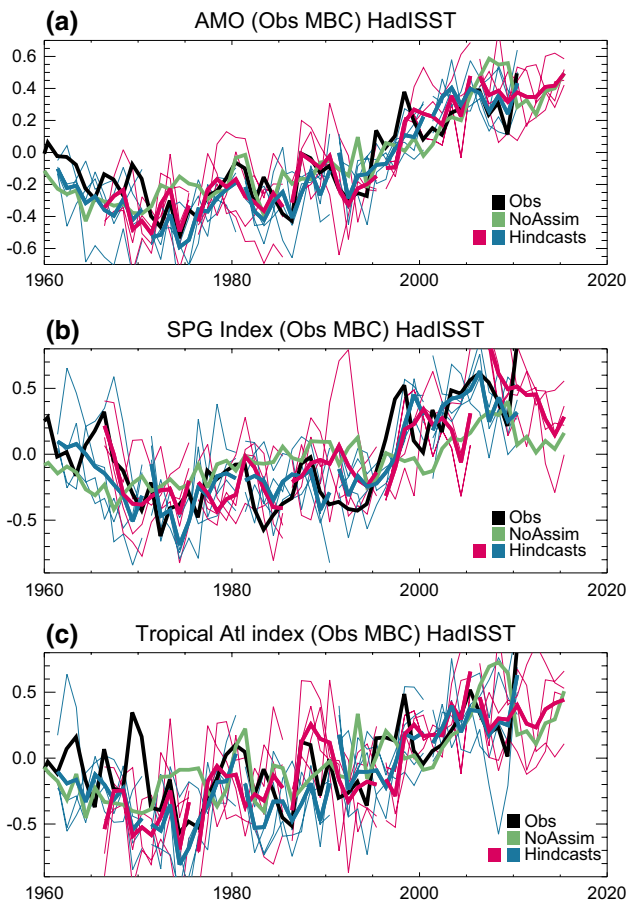 (a) AMO (Obs MBC) HadISST
0.6
0.4
0.2
0.0
-0.2
-0.4
-0.6
Obs
NoAssim
Hindcasts
1960 1980 2000 2020
(b) SPG Index (Obs MBC) HadISST
0.5
0.0
-0.5
Obs
NoAssim
Hindcasts
1960 1980 2000 2020
(c) Tropical Atl index (Obs MBC) HadISST
0.5
0.0
-0.5
Obs
NoAssim
Hindcasts
1960 1980 2000 2020